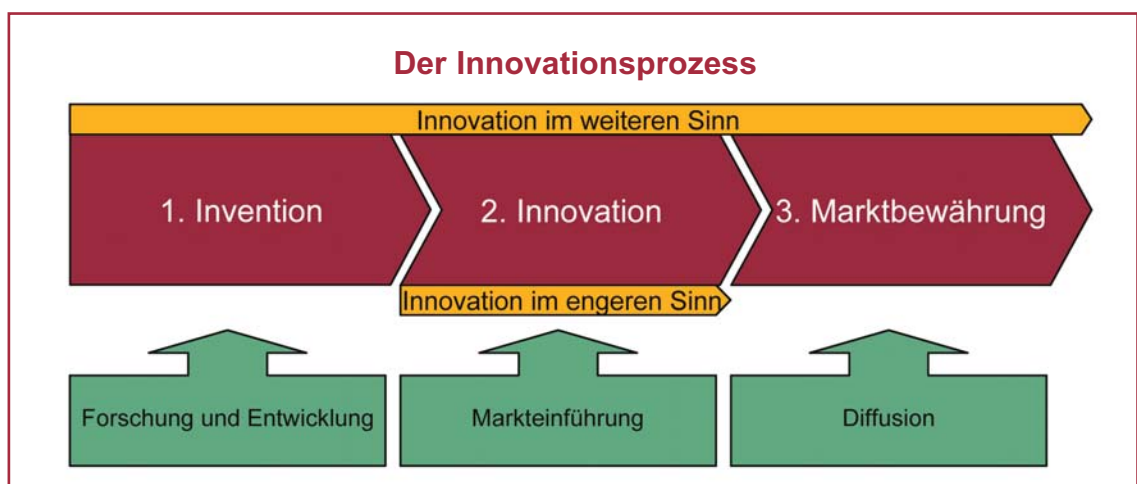 Der Innovationsprozess
Innovation im weiteren Sinn
1. Invention
2. Innovation
3. Marktbewährung
Innovation im engeren Sinn
Forschung und Entwicklung
Markteinführung
Diffusion